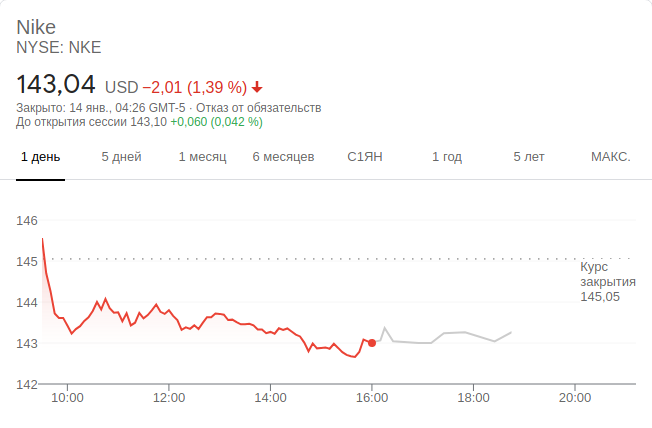 Nike
NYSE: NKE
143,04 USD −2,01 (1,39 %)
Закрыто: 14 янв., 04:26 GMT-5 · Отказ от обязательств
До открытия сессии 143,10 +0,060 (0,042 %)
1 день 5 дней 1 месяц 6 месяцев С1ЯН 1 год 5 лет МАКС.
146
145
144
143
142
Курс
закрытия
145,05
10:00 12:00 14:00 16:00 18:00 20:00